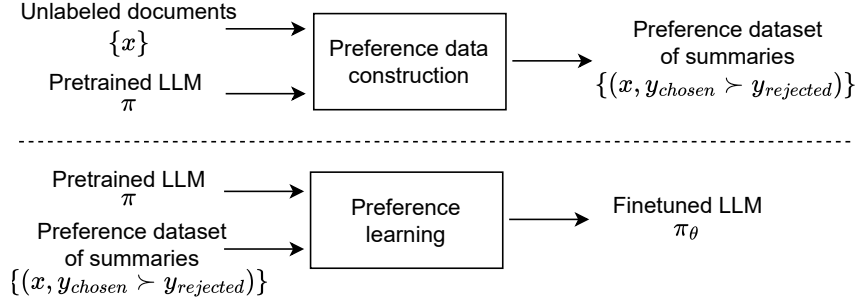 Unlabeled documents
{x}
Pretrained LLM
π
Preference data
construction
Preference dataset
of summaries
{(x, y_chosen ≻ y_rejected)}
Pretrained LLM
π
Preference dataset
of summaries
{(x, y_chosen ≻ y_rejected)}
Preference
learning
Finetuned LLM
π_θ